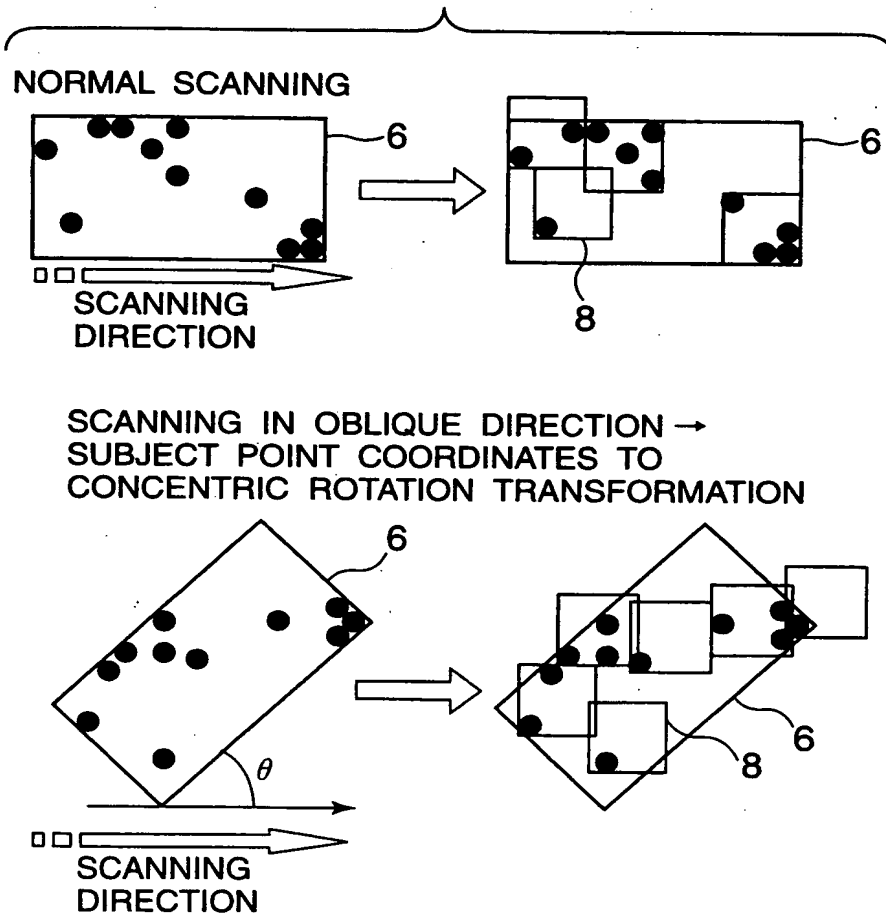 NORMAL SCANNING
6
6
SCANNING
DIRECTION
8
SCANNING IN OBLIQUE DIRECTION →
SUBJECT POINT COORDINATES TO
CONCENTRIC ROTATION TRANSFORMATION
6
θ
6
8
SCANNING
DIRECTION